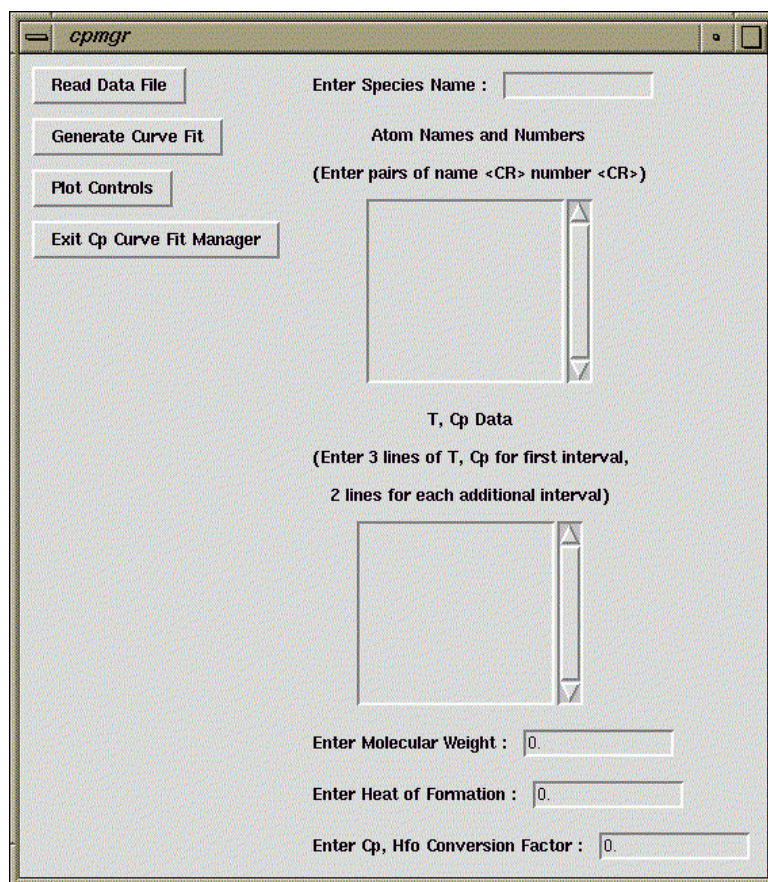 cpmgr
Read Data File
Generate Curve Fit
Plot Controls
Exit Cp Curve Fit Manager
Enter Species Name :
Atom Names and Numbers
(Enter pairs of name <CR> number <CR>)
T, Cp Data
(Enter 3 lines of T, Cp for first interval,
2 lines for each additional interval)
Enter Molecular Weight : 0.
Enter Heat of Formation : 0.
Enter Cp, Hfo Conversion Factor : 0.